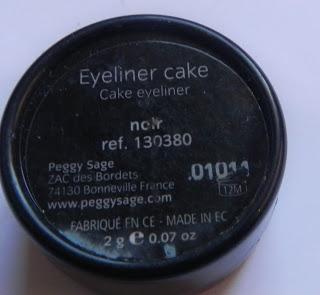 Eyeliner cake
Cake eyeliner
noir
ref. 130380
Peggy Sage
ZAC des Bordets
74130 Bonneville France
www.peggysage.com
.01011
12M
FABRIQUÉ EN CE - MADE IN EC
2 g e 0.07 oz